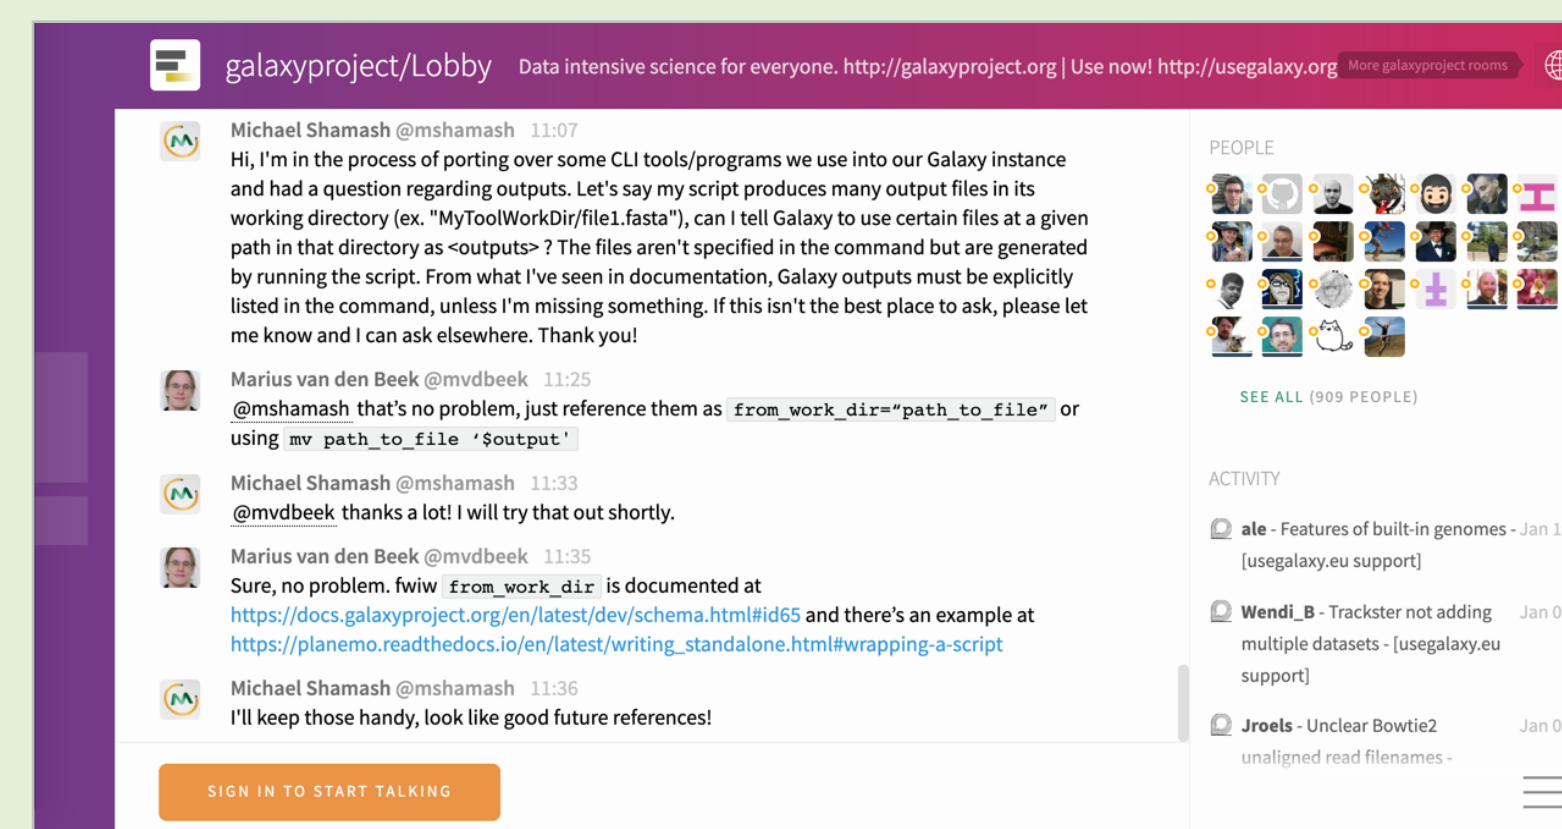 galaxyproject/Lobby Data intensive science for everyone. http://galaxyproject.org | Use now! http://usegalaxy.org More galaxyproject rooms
Michael Shamash @mshamash 11:07
Hi, I'm in the process of porting over some CLI tools/programs we use into our Galaxy instance
and had a question regarding outputs. Let's say my script produces many output files in its
working directory (ex. "MyToolWorkDir/file1.fasta"), can I tell Galaxy to use certain files at a given
path in that directory as <outputs> ? The files aren't specified in the command but are generated
by running the script. From what I've seen in documentation, Galaxy outputs must be explicitly
listed in the command, unless I'm missing something. If this isn't the best place to ask, please let
me know and I can ask elsewhere. Thank you!
Marius van den Beek @mvdbeek 11:25
@mshamash that’s no problem, just reference them as from_work_dir=“path_to_file” or
using mv path_to_file ‘$output'
Michael Shamash @mshamash 11:33
@mvdbeek thanks a lot! I will try that out shortly.
Marius van den Beek @mvdbeek 11:35
Sure, no problem. fwiw from_work_dir is documented at
https://docs.galaxyproject.org/en/latest/dev/schema.html#id65 and there’s an example at
https://planemo.readthedocs.io/en/latest/writing_standalone.html#wrapping-a-script
Michael Shamash @mshamash 11:36
I'll keep those handy, look like good future references!
SIGN IN TO START TALKING
PEOPLE
SEE ALL (909 PEOPLE)
ACTIVITY
ale - Features of built-in genomes - Jan 1
[usegalaxy.eu support]
Wendi_B - Trackster not adding Jan 0
multiple datasets - [usegalaxy.eu
support]
Jroels - Unclear Bowtie2 Jan 0
unaligned read filenames -